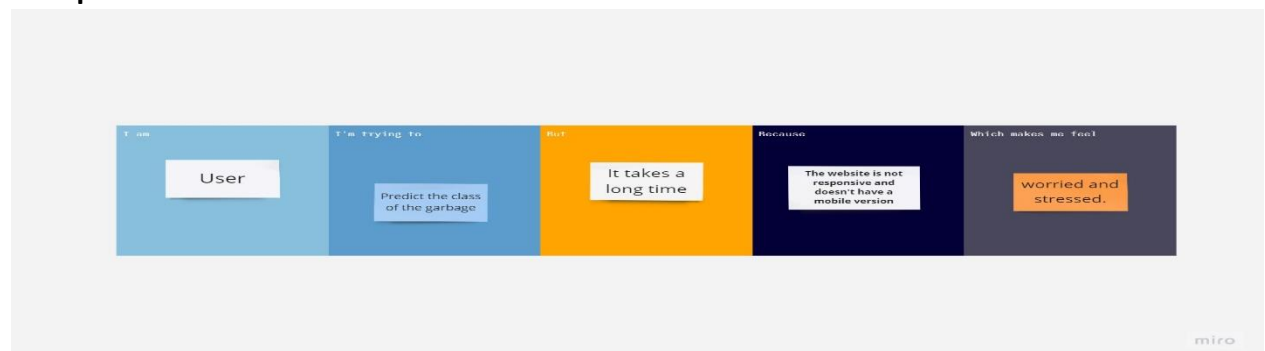 I am
User
I'm trying to
Predict the class
of the garbage
But
It takes a
long time
Because
The website is not
responsive and
doesn't have a
mobile version
Which makes me feel
worried and
stressed.
miro